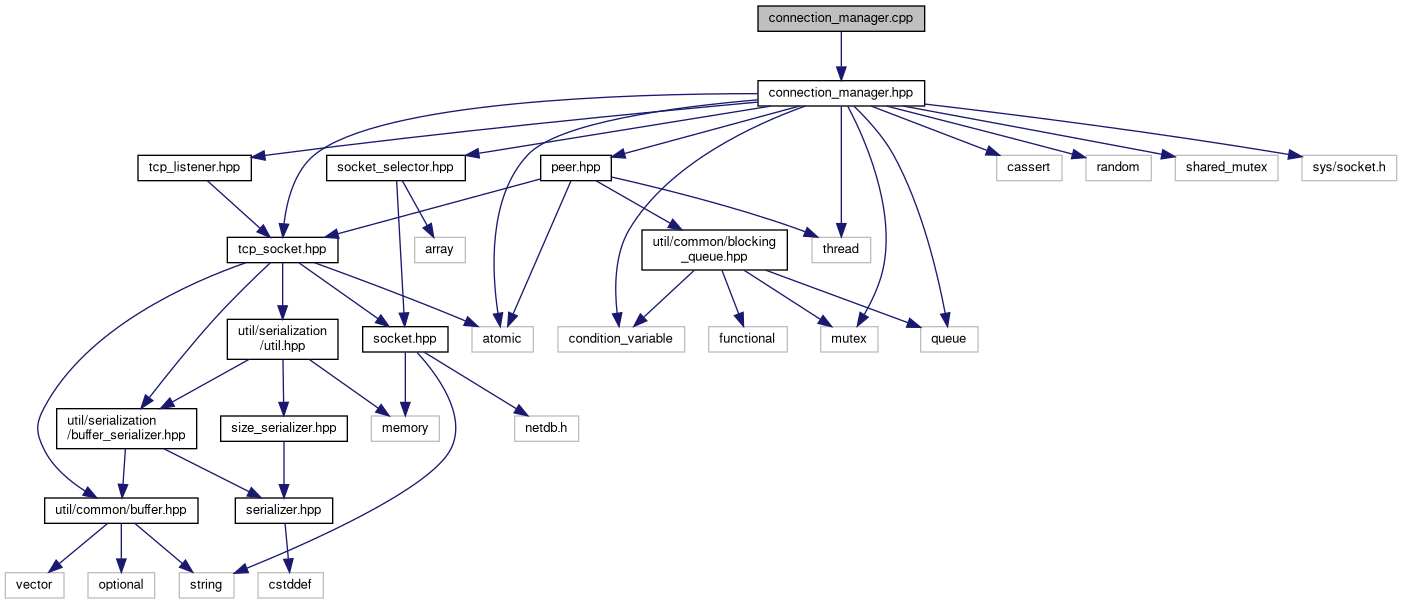 connection_manager.cpp
connection_manager.hpp
tcp_listener.hpp
socket_selector.hpp
peer.hpp
cassert
random
shared_mutex
sys/socket.h
tcp_socket.hpp
array
util/common/blocking
_queue.hpp
thread
util/serialization
/util.hpp
socket.hpp
atomic
condition_variable
functional
mutex
queue
util/serialization
/buffer_serializer.hpp
size_serializer.hpp
memory
netdb.h
util/common/buffer.hpp
serializer.hpp
vector
optional
string
cstddef